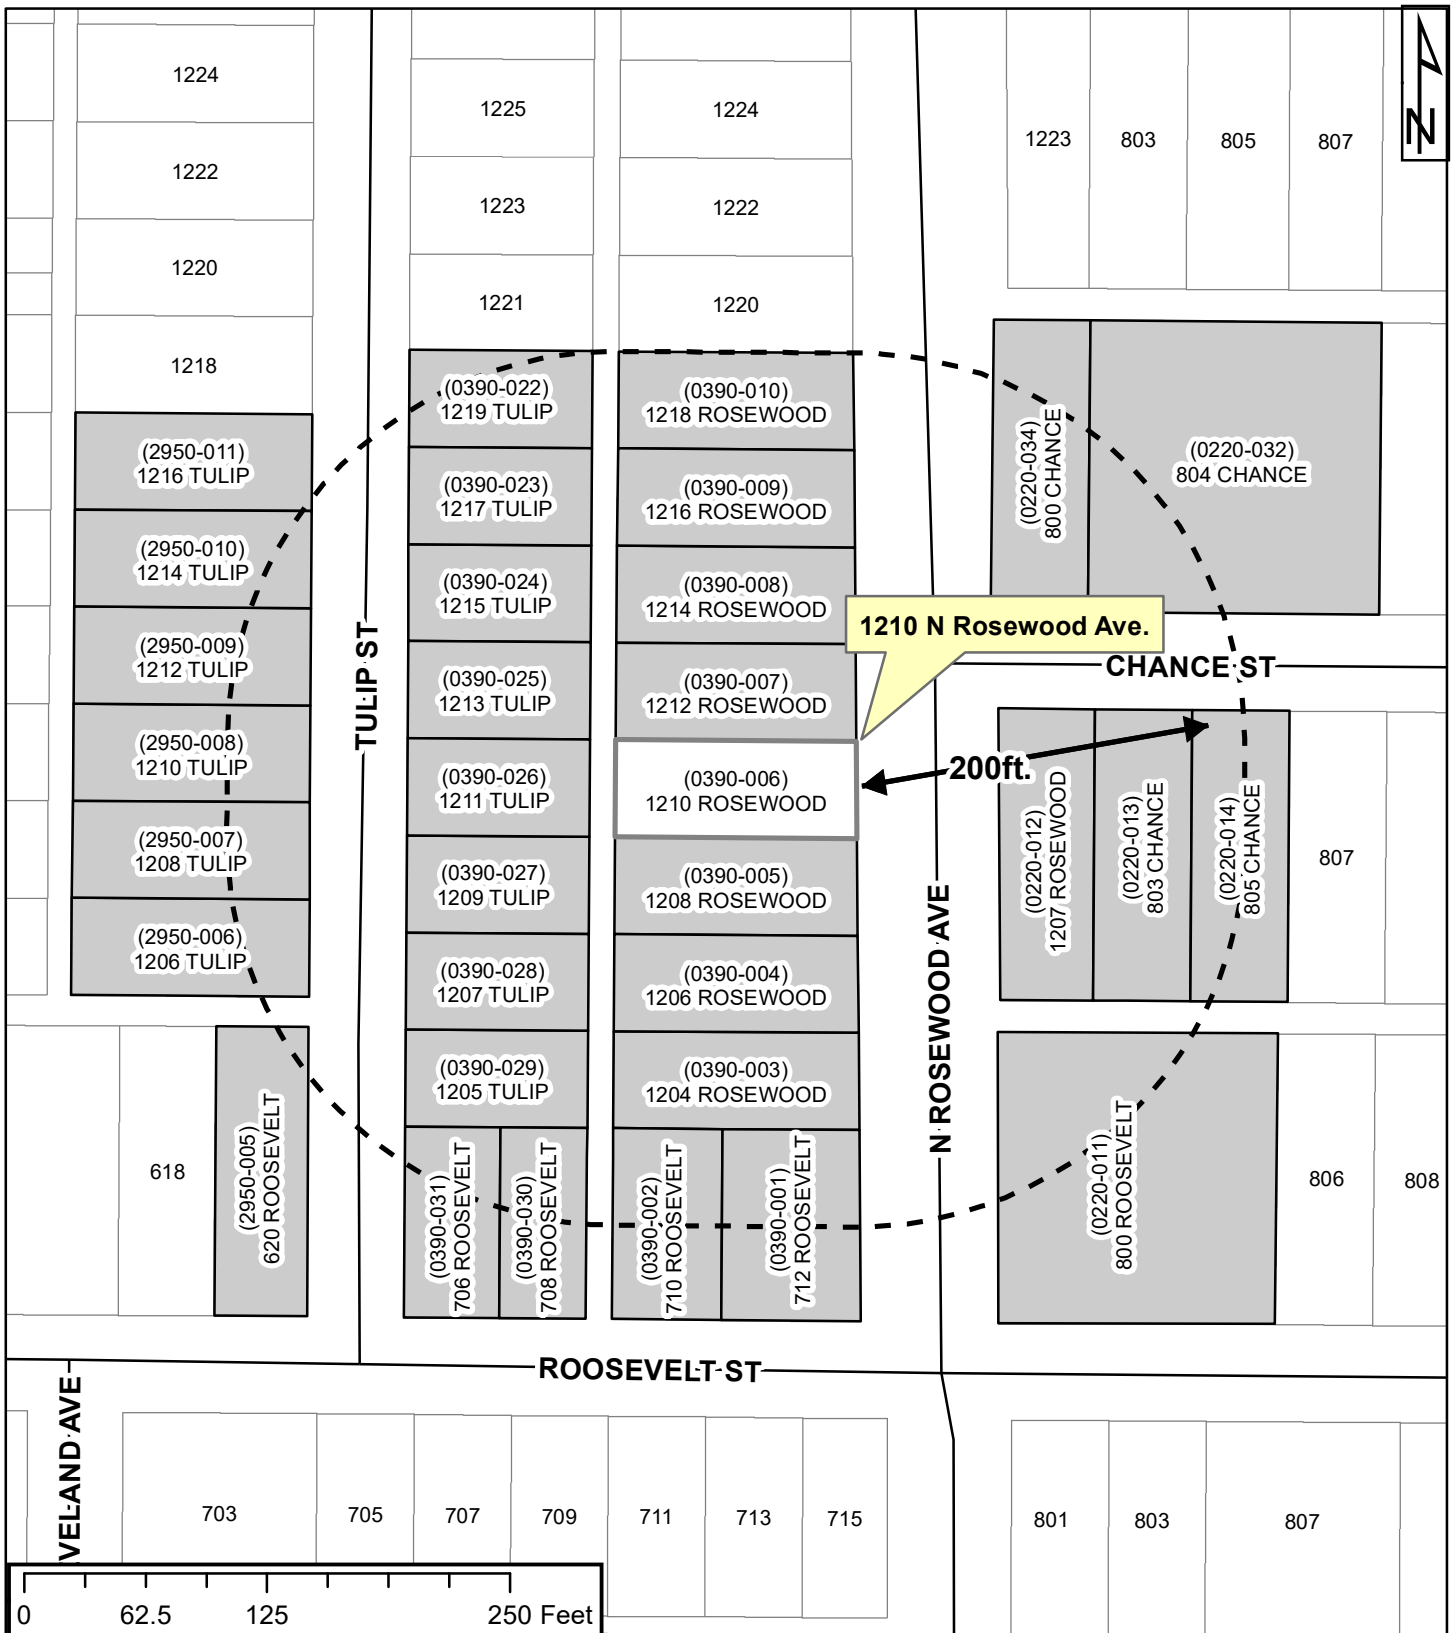 1224
1222
1220
1218
(2950-011)
1216 TULIP
(2950-010)
1214 TULIP
(2950-009)
1212 TULIP
(2950-008)
1210 TULIP
(2950-007)
1208 TULIP
(2950-006)
1206 TULIP
618
(2950-005)
620 ROOSEVELT
TULIP ST
1225
1223
1221
(0390-022)
1219 TULIP
(0390-023)
1217 TULIP
(0390-024)
1215 TULIP
(0390-025)
1213 TULIP
(0390-026)
1211 TULIP
(0390-027)
1209 TULIP
(0390-028)
1207 TULIP
(0390-029)
1205 TULIP
(0390-031)
706 ROOSEVELT
(0390-030)
708 ROOSEVELT
1224
1222
1220
(0390-010)
1218 ROSEWOOD
(0390-009)
1216 ROSEWOOD
(0390-008)
1214 ROSEWOOD
(0390-007)
1212 ROSEWOOD
(0390-006)
1210 ROSEWOOD
(0390-005)
1208 ROSEWOOD
(0390-004)
1206 ROSEWOOD
(0390-003)
1204 ROSEWOOD
(0390-002)
710 ROOSEVELT
(0390-001)
712 ROOSEVELT
1210 N Rosewood Ave.
200ft.
N ROSEWOOD AVE
N
1223
803
805
807
(0220-034)
800 CHANCE
(0220-032)
804 CHANCE
CHANCE ST
(0220-012)
1207 ROSEWOOD
(0220-013)
803 CHANCE
(0220-014)
805 CHANCE
807
(0220-011)
800 ROOSEVELT
806
808
ROOSEVELT ST
VELAND AVE
703
705
707
709
711
713
715
801
803
807
0
62.5
125
250 Feet